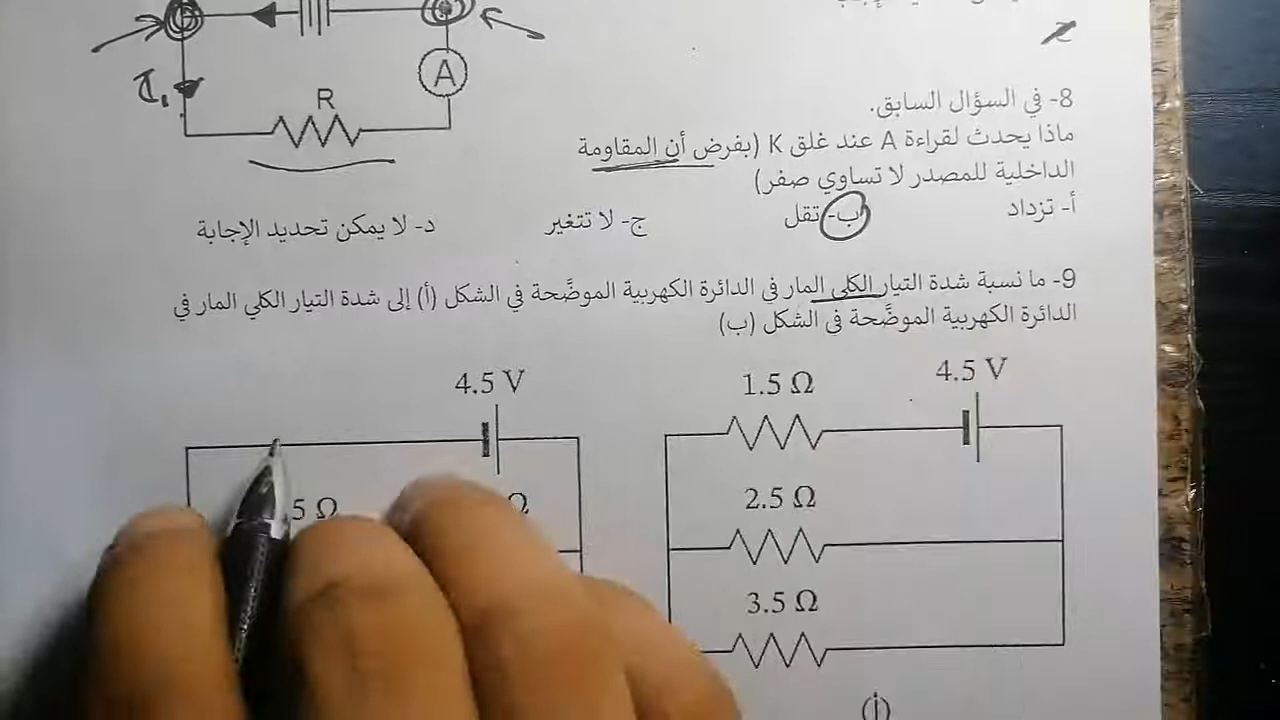 A
I₁
R
8- في السؤال السابق.
ماذا يحدث لقراءة A عند غلق K (بفرض أن المقاومة
الداخلية للمصدر لا تساوي صفر)
أ- تزداد ب- تقل ج- لا تتغير د- لا يمكن تحديد الإجابة
9- ما نسبة شدة التيار الكلي المار في الدائرة الكهربية الموضَّحة في الشكل (أ) إلى شدة التيار الكلي المار في
الدائرة الكهربية الموضَّحة في الشكل (ب)
4.5 V
1.5 Ω
4.5 V
5 Ω
Ω
2.5 Ω
3.5 Ω
(أ)